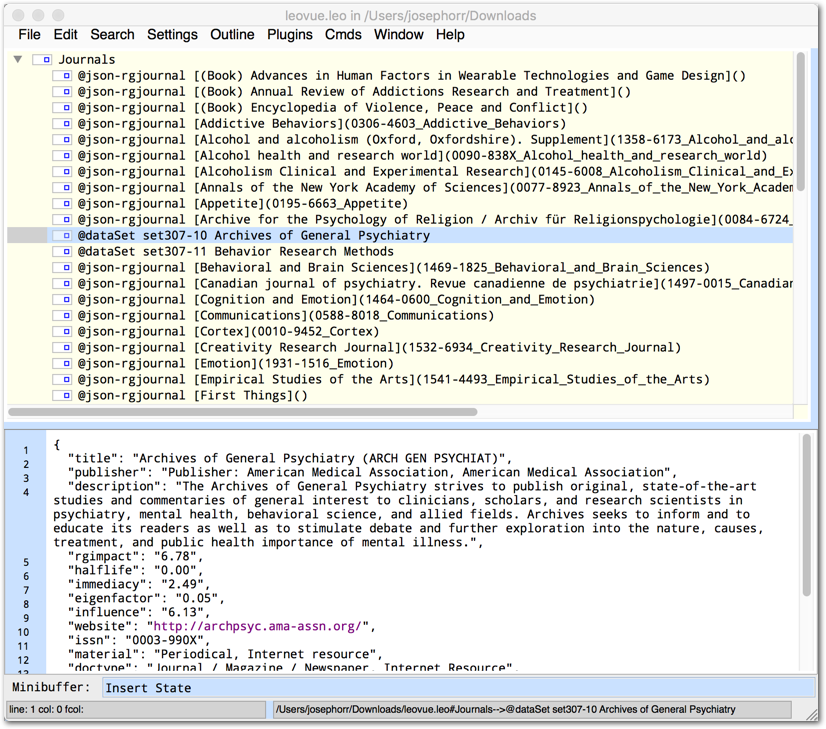 leovue.leo in /Users/josephorr/Downloads
File Edit Search Settings Outline Plugins Cmds Window Help
Journals
@json-rgjournal [(Book) Advances in Human Factors in Wearable Technologies and Game Design]()
@json-rgjournal [(Book) Annual Review of Addictions Research and Treatment]()
@json-rgjournal [(Book) Encyclopedia of Violence, Peace and Conflict]()
@json-rgjournal [Addictive Behaviors](0306-4603_Addictive_Behaviors)
@json-rgjournal [Alcohol and alcoholism (Oxford, Oxfordshire). Supplement](1358-6173_Alcohol_and_alc
@json-rgjournal [Alcohol health and research world](0090-838X_Alcohol_health_and_research_world)
@json-rgjournal [Alcoholism Clinical and Experimental Research](0145-6008_Alcoholism_Clinical_and_Ex
@json-rgjournal [Annals of the New York Academy of Sciences](0077-8923_Annals_of_the_New_York_Academ
@json-rgjournal [Appetite](0195-6663_Appetite)
@json-rgjournal [Archive for the Psychology of Religion / Archiv für Religionspychologie](0084-6724_
@dataSet set307-10 Archives of General Psychiatry
@dataSet set307-11 Behavior Research Methods
@json-rgjournal [Behavioral and Brain Sciences](1469-1825_Behavioral_and_Brain_Sciences)
@json-rgjournal [Canadian journal of psychiatry. Revue canadienne de psychiatrie](1497-0015_Canadian
@json-rgjournal [Cognition and Emotion](1464-0600_Cognition_and_Emotion)
@json-rgjournal [Communications](0588-8018_Communications)
@json-rgjournal [Cortex](0010-9452_Cortex)
@json-rgjournal [Creativity Research Journal](1532-6934_Creativity_Research_Journal)
@json-rgjournal [Emotion](1931-1516_Emotion)
@json-rgjournal [Empirical Studies of the Arts](1541-4493_Empirical_Studies_of_the_Arts)
@json-rgjournal [First Things]()
1 {
2 "title": "Archives of General Psychiatry (ARCH GEN PSYCHIAT)",
3 "publisher": "Publisher: American Medical Association, American Medical Association",
4 "description": "The Archives of General Psychiatry strives to publish original, state-of-the-art
studies and commentaries of general interest to clinicians, scholars, and research scientists in
psychiatry, mental health, behavioral science, and allied fields. Archives seeks to inform and to
educate its readers as well as to stimulate debate and further exploration into the nature, causes,
treatment, and public health importance of mental illness.",
5 "rgimpact": "6.78",
6 "halflife": "0.00",
7 "immediacy": "2.49",
8 "eigenfactor": "0.05",
9 "influence": "6.13",
10 "website": "http://archpsyc.ama-assn.org/",
11 "issn": "0003-990X",
12 "material": "Periodical, Internet resource",
13 "doctype": "Journal / Magazine / Newspaper, Internet Resource",
Minibuffer: Insert State
line: 1 col: 0 fcol: /Users/josephorr/Downloads/leovue.leo#Journals-->@dataSet set307-10 Archives of General Psychiatry